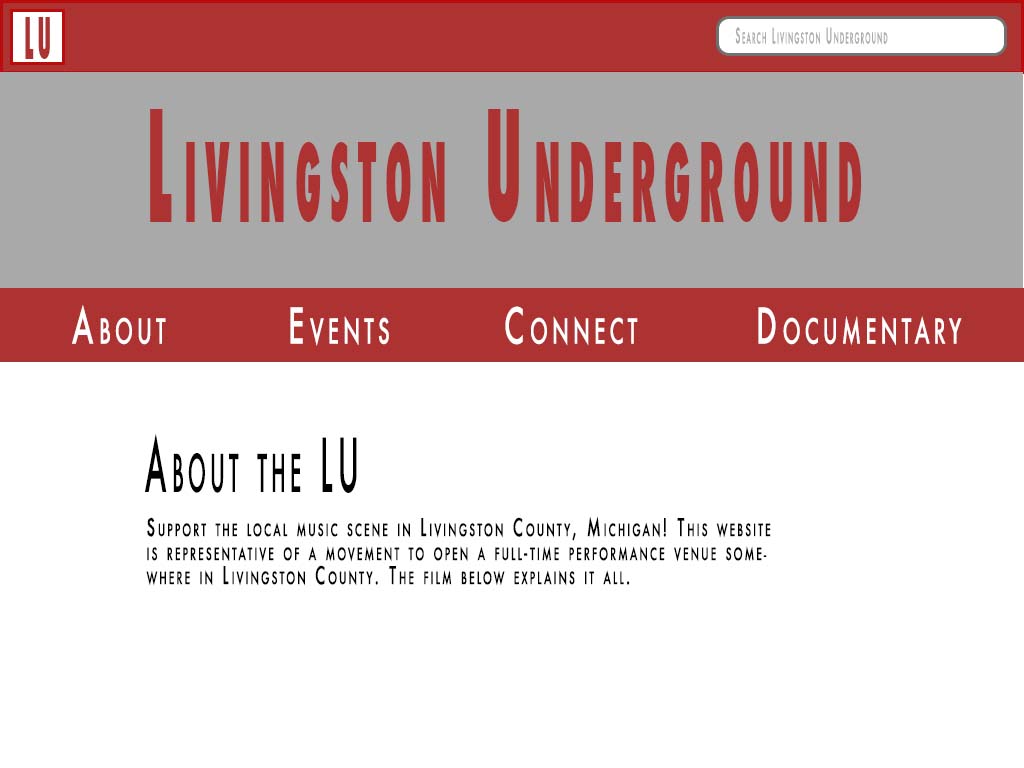 LU
Search Livingston Underground
Livingston Underground
About Events Connect Documentary
About the LU
Support the local music scene in Livingston County, Michigan! This website
is representative of a movement to open a full-time performance venue some-
where in Livingston County. The film below explains it all.